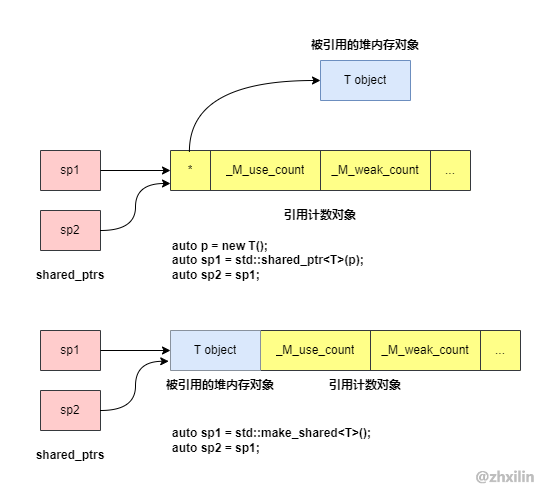 被引用的堆内存对象
T object
sp1
*
_M_use_count
_M_weak_count
...
sp2
引用计数对象
shared_ptrs
auto p = new T();
auto sp1 = std::shared_ptr<T>(p);
auto sp2 = sp1;
sp1
T object
_M_use_count
_M_weak_count
...
被引用的堆内存对象
引用计数对象
sp2
shared_ptrs
auto sp1 = std::make_shared<T>();
auto sp2 = sp1;
@zhxilin